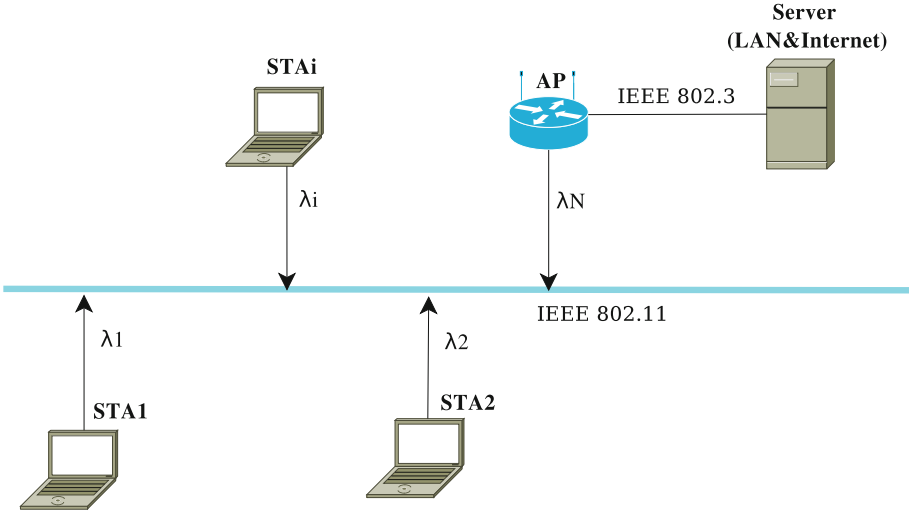 Server
(LAN&Internet)
STAi
AP
IEEE 802.3
λi
λN
IEEE 802.11
λ1
λ2
STA1
STA2